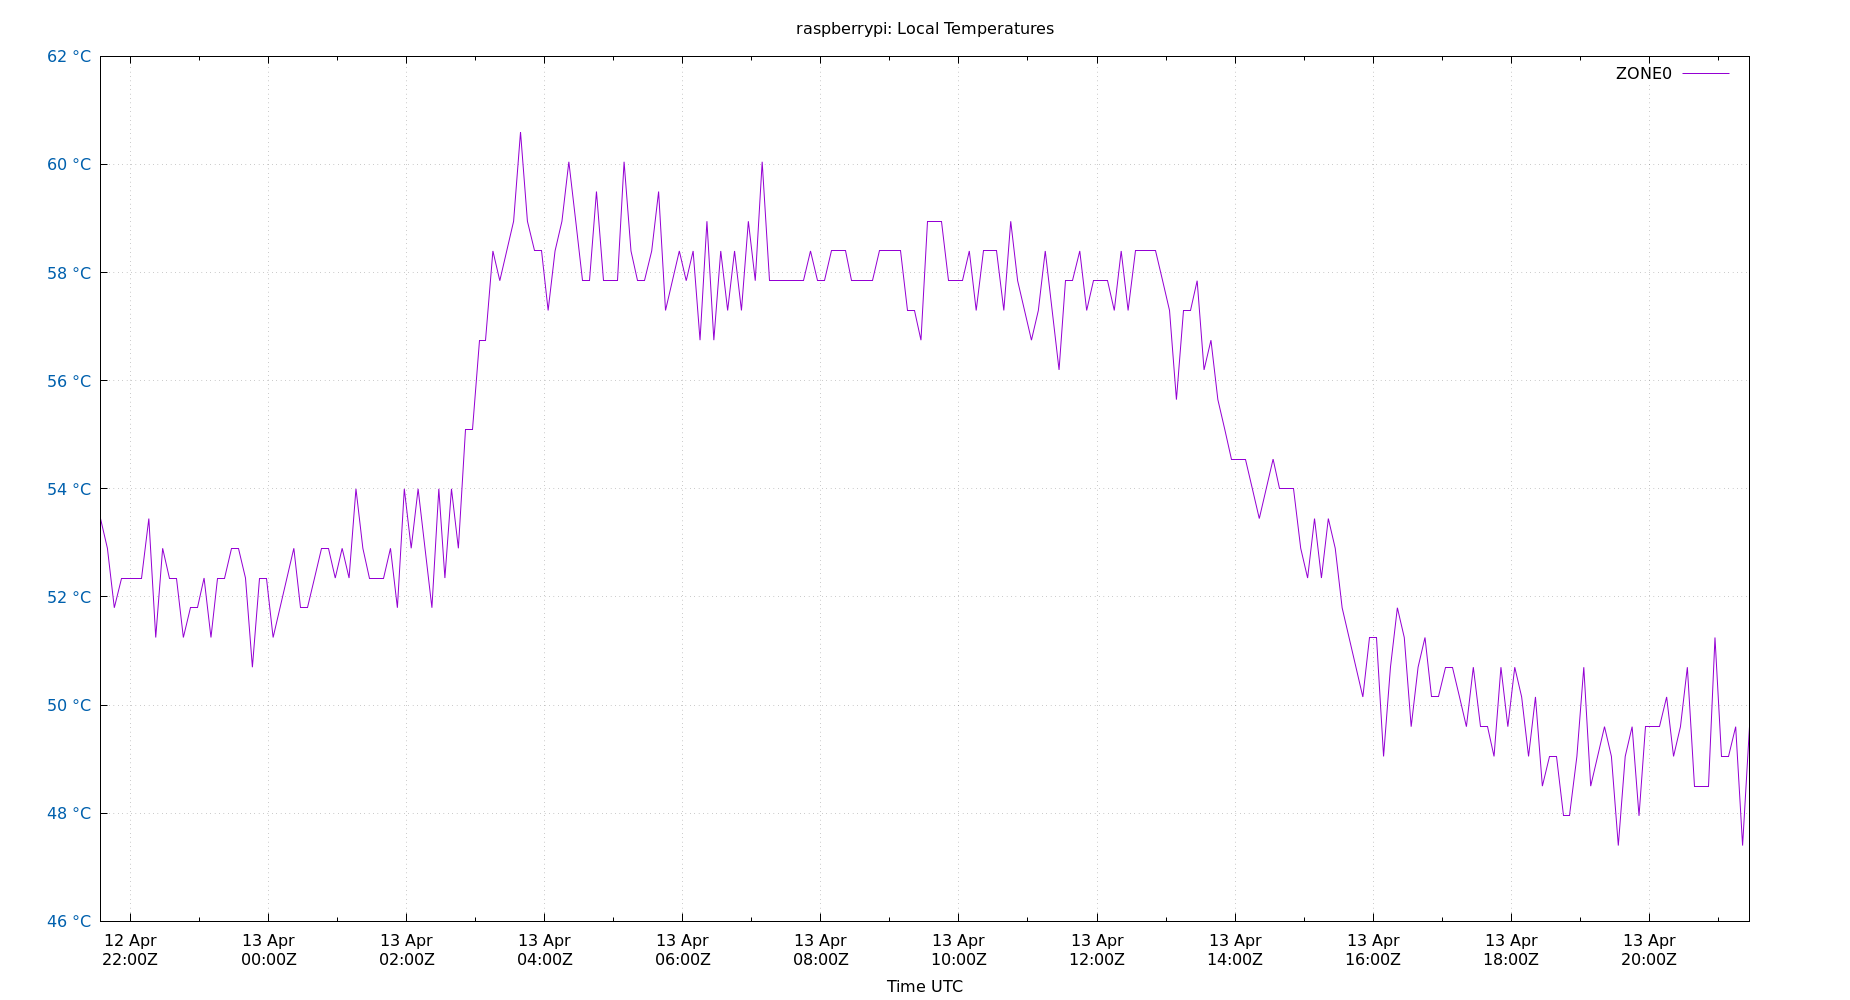 raspberrypi: Local Temperatures
ZONE0
62 °C
60 °C
58 °C
56 °C
54 °C
52 °C
50 °C
48 °C
46 °C
12 Apr 13 Apr 13 Apr 13 Apr 13 Apr 13 Apr 13 Apr 13 Apr 13 Apr 13 Apr 13 Apr 13 Apr
22:00Z 00:00Z 02:00Z 04:00Z 06:00Z 08:00Z 10:00Z 12:00Z 14:00Z 16:00Z 18:00Z 20:00Z
Time UTC